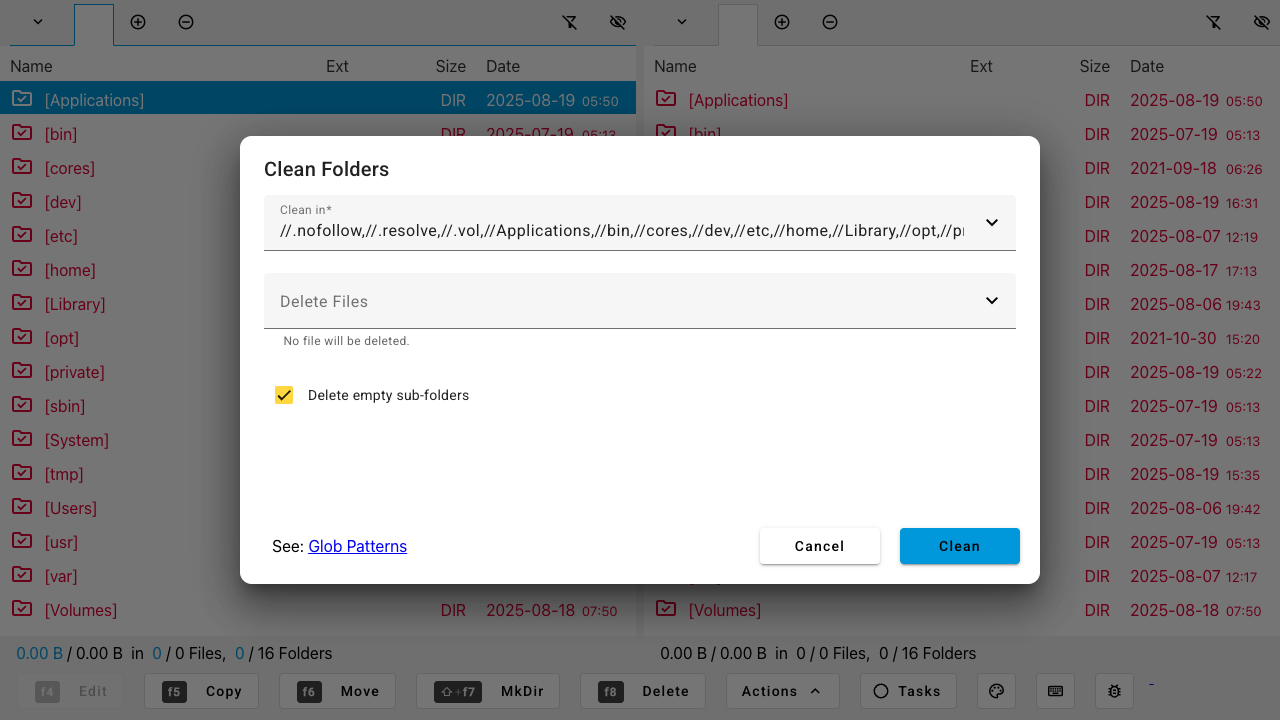 Name Ext Size Date Name Ext Size Date
[Applications] DIR 2025-08-19 05:50 [Applications] DIR 2025-08-19 05:50
[bin] DIR 2025-07-19 05:13 [bin] DIR 2025-07-19 05:13
Clean Folders
[cores] DIR 2021-09-18 06:26
[dev] DIR 2025-08-19 16:31
Clean in*
//.nofollow,//.resolve,//.vol,//Applications,//bin,//cores,//dev,//etc,//home,//Library,//opt,//pr
[etc] DIR 2025-08-07 12:19
[home] DIR 2025-08-17 17:13
[Library] DIR 2025-08-06 19:43
Delete Files
[opt] DIR 2021-10-30 15:20
No file will be deleted.
[private] DIR 2025-08-19 05:22
Delete empty sub-folders
[sbin] DIR 2025-07-19 05:13
[System] DIR 2025-07-19 05:13
[tmp] DIR 2025-08-19 15:35
[Users] DIR 2025-08-06 19:42
[usr] DIR 2025-07-19 05:13
See: Glob Patterns Cancel Clean
[var] DIR 2025-08-07 12:17
[Volumes] DIR 2025-08-18 07:50 [Volumes] DIR 2025-08-18 07:50
0.00 B / 0.00 B in 0 / 0 Files, 0 / 16 Folders 0.00 B / 0.00 B in 0 / 0 Files, 0 / 16 Folders
f4 Edit f5 Copy f6 Move ⇧+f7 MkDir f8 Delete Actions Tasks -